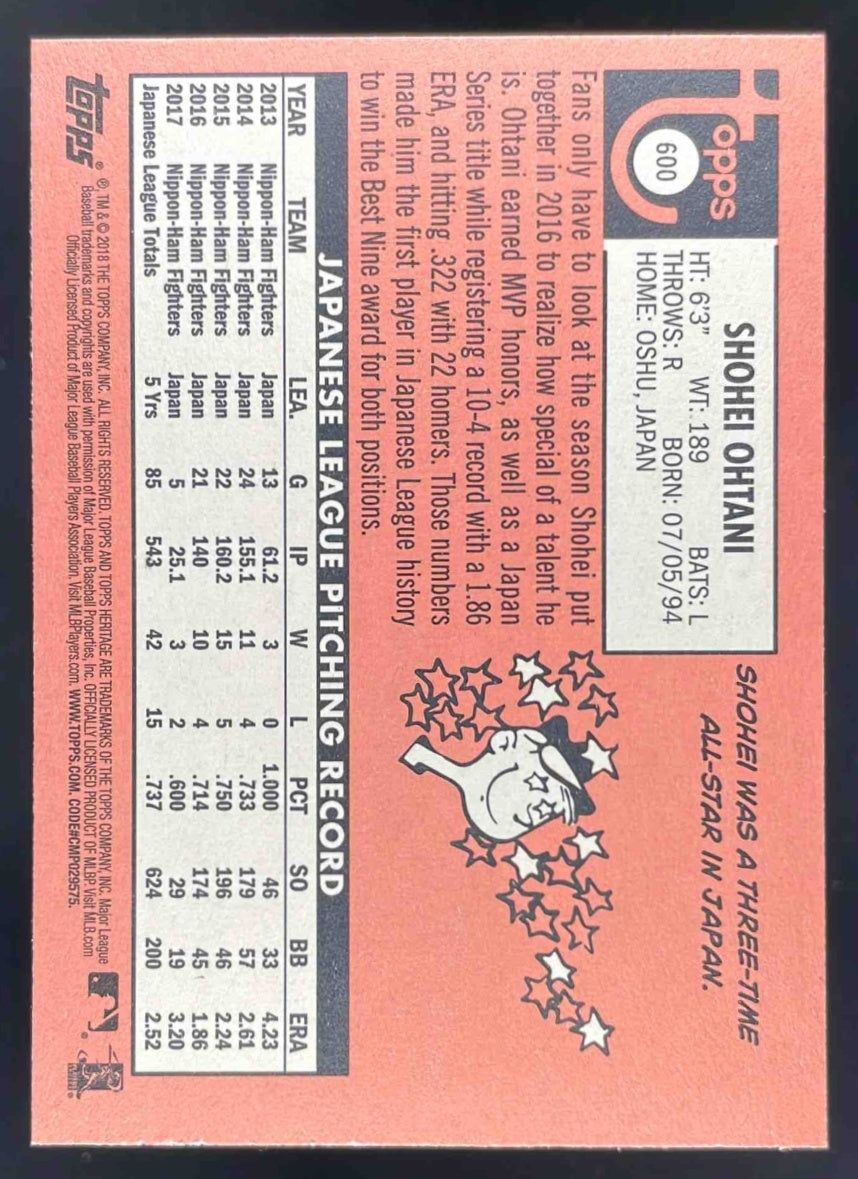 Topps
600
SHOHEI OHTANI
HT: 6'3" WT: 189 BATS: L
THROWS: R BORN: 07/05/94
HOME: OSHU, JAPAN
SHOHEI WAS A THREE-TIME
ALL-STAR IN JAPAN.
Fans only have to look at the season Shohei put
together in 2016 to realize how special of a talent he
is. Ohtani earned MVP honors, as well as a Japan
Series title while registering a 10-4 record with a 1.86
ERA, and hitting .322 with 22 homers. Those numbers
made him the first player in Japanese League history
to win the Best Nine award for both positions.
JAPANESE LEAGUE PITCHING RECORD
YEAR TEAM LEA. G IP W L PCT SO BB ERA
2013 Nippon-Ham Fighters Japan 13 61.2 3 0 1.000 46 33 4.23
2014 Nippon-Ham Fighters Japan 24 155.1 11 4 .733 179 57 2.61
2015 Nippon-Ham Fighters Japan 22 160.2 15 5 .750 196 46 2.24
2016 Nippon-Ham Fighters Japan 21 140 10 4 .714 174 45 1.86
2017 Nippon-Ham Fighters Japan 5 25.1 3 2 .600 29 19 3.20
Japanese League Totals 5 Yrs 85 543 42 15 .737 624 200 2.52
Topps® ®, TM & © 2018 THE TOPPS COMPANY, INC. ALL RIGHTS RESERVED. TOPPS AND TOPPS HERITAGE ARE TRADEMARKS OF THE TOPPS COMPANY, INC. Major League
Baseball trademarks and copyrights are used with permission of Major League Baseball Properties, Inc. OFFICIALLY LICENSED PRODUCT OF MLBP. Visit MLB.com
Officially Licensed Product of Major League Baseball Players Association. Visit MLBPlayers.com. WWW.TOPPS.COM. CODE#CMP029575.